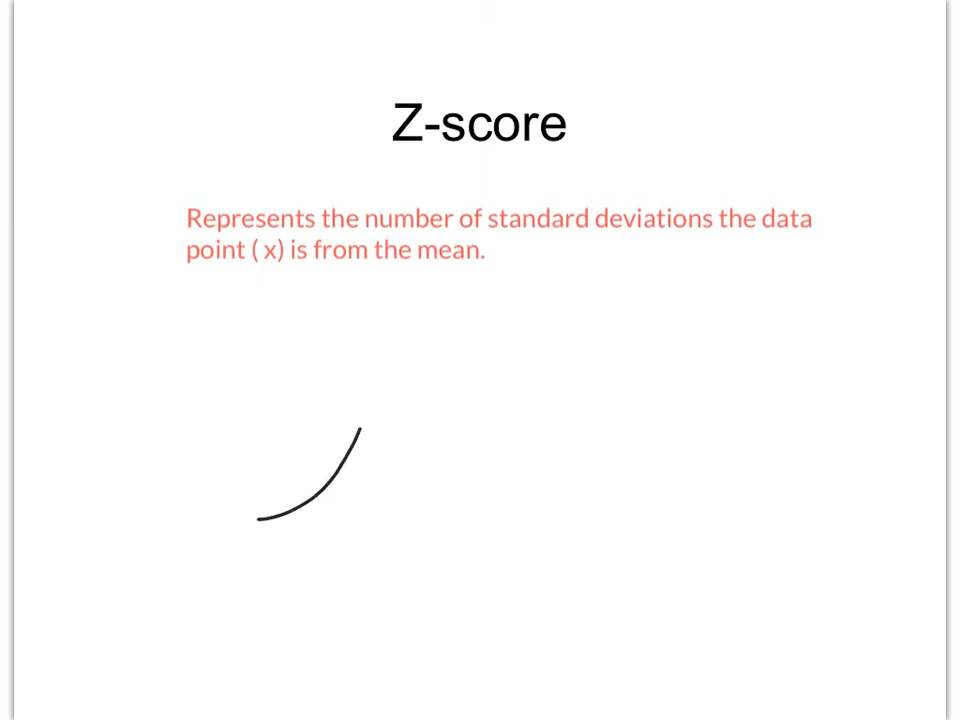 Z-score
Represents the number of standard deviations the data
point ( x) is from the mean.